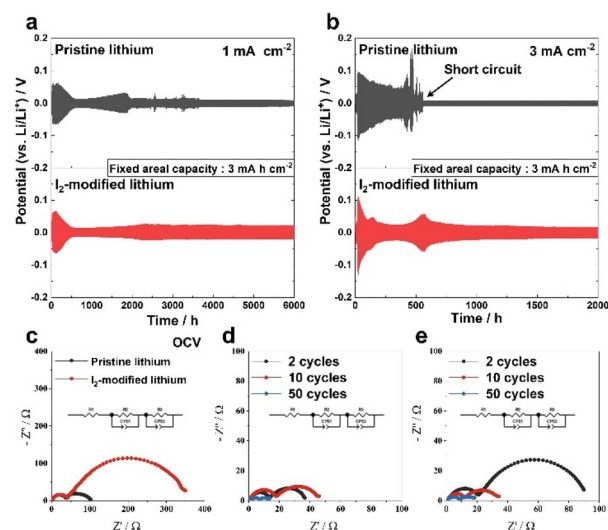 a
Pristine lithium 1 mA cm-2
0.2
0.1
0.0
-0.1
Fixed areal capacity : 3 mA h cm-2
I2-modified lithium
0.1
0.0
-0.1
-0.2
0 1000 2000 3000 4000 5000 6000
Time / h
Potential (vs. Li/Li+) / V
b
Pristine lithium 3 mA cm-2
Short circuit
0.2
0.1
0.0
-0.1
Fixed areal capacity : 3 mA h cm-2
I2-modified lithium
0.1
0.0
-0.1
-0.2
0 500 1000 1500 2000
Time / h
Potential (vs. Li/Li+) / V
c
OCV
Pristine lithium
I2-modified lithium
-400
-300
-200
-100
0
0 100 200 300 400
Z' / Ω
- Z'' / Ω
d
2 cycles
10 cycles
50 cycles
-100
-80
-60
-40
-20
0
0 20 40 60 80 100
Z' / Ω
- Z'' / Ω
e
2 cycles
10 cycles
50 cycles
-100
80
60
40
20
0
0 20 40 60 80 100
Z' / Ω
- Z'' / Ω